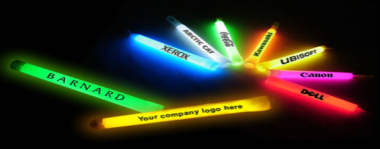 BARNARD
XEROX
ARCTIC CAT
Coca-Cola
Kawasaki
UBISOFT
Canon
DELL
Your company logo here